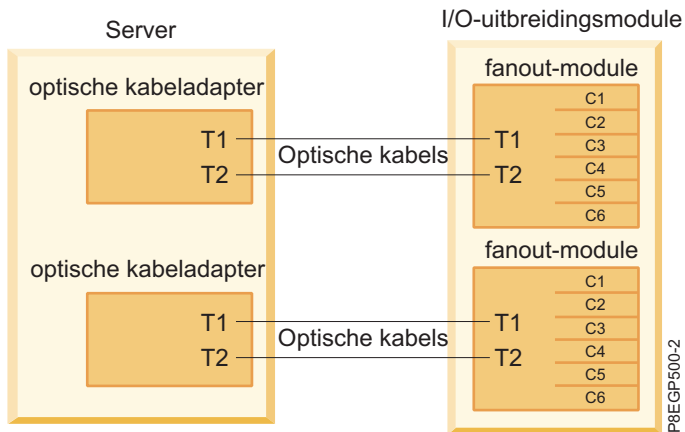 Server
I/O-uitbreidingsmodule
optische kabeladapter
T1
T2
Optische kabels
fanout-module
T1
T2
C1
C2
C3
C4
C5
C6
optische kabeladapter
T1
T2
Optische kabels
fanout-module
T1
T2
C1
C2
C3
C4
C5
C6
P8EGP500-2